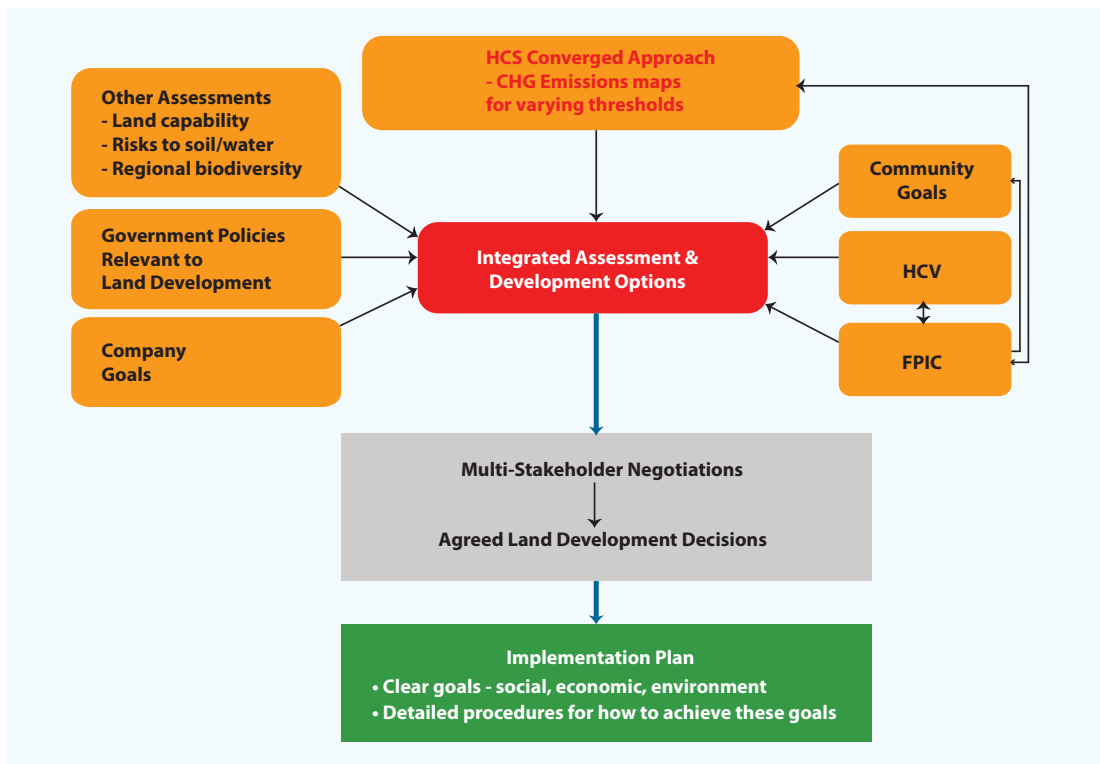 HCS Converged Approach
- CHG Emissions maps
for varying thresholds
Other Assessments
- Land capability
- Risks to soil/water
- Regional biodiversity
Government Policies
Relevant to
Land Development
Company
Goals
Integrated Assessment &
Development Options
Community
Goals
HCV
FPIC
Multi-Stakeholder Negotiations
Agreed Land Development Decisions
Implementation Plan
• Clear goals - social, economic, environment
• Detailed procedures for how to achieve these goals